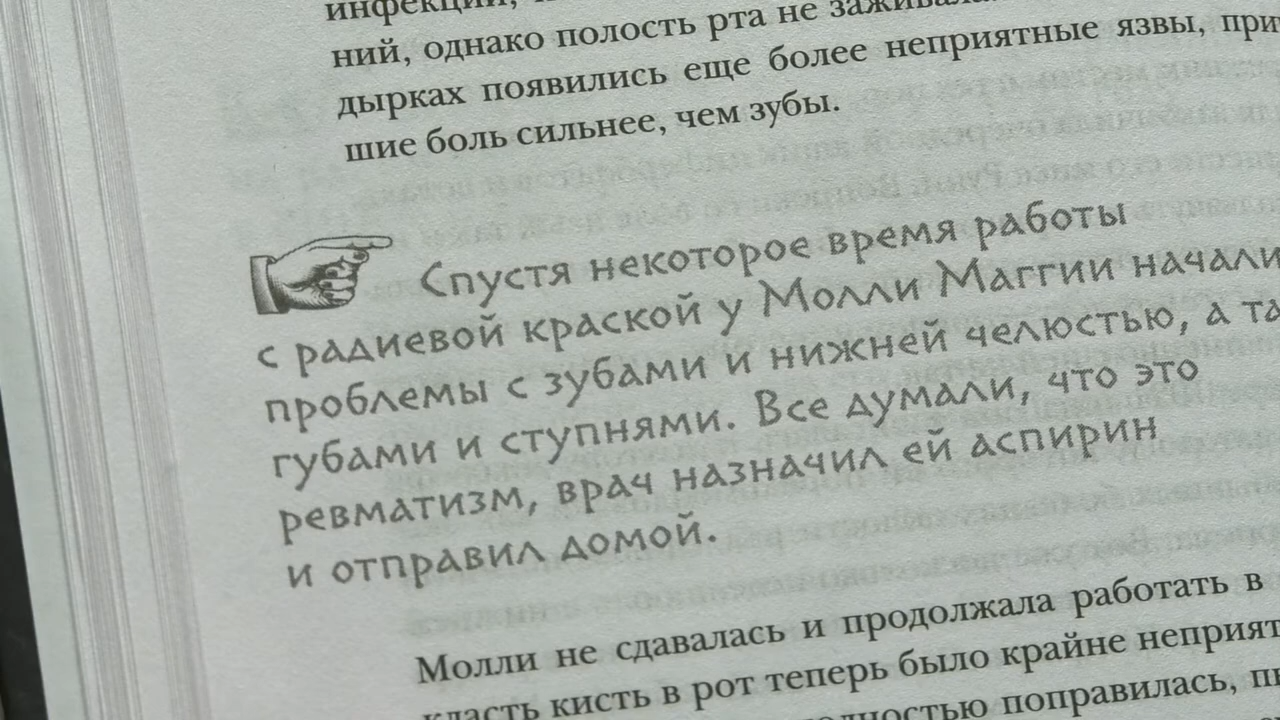 инфекции,
ний, однако полость рта не заживала
дырках появились еще более неприятные язвы, при
шие боль сильнее, чем зубы.
Спустя некоторое время работы
с радиевой краской у Молли Маггии начали
проблемы с зубами и нижней челюстью, а та
губами и ступнями. Все думали, что это
ревматизм, врач назначил ей аспирин
и отправил домой.
Молли не сдавалась и продолжала работать в
класть кисть в рот теперь было крайне неприят
поправилась,